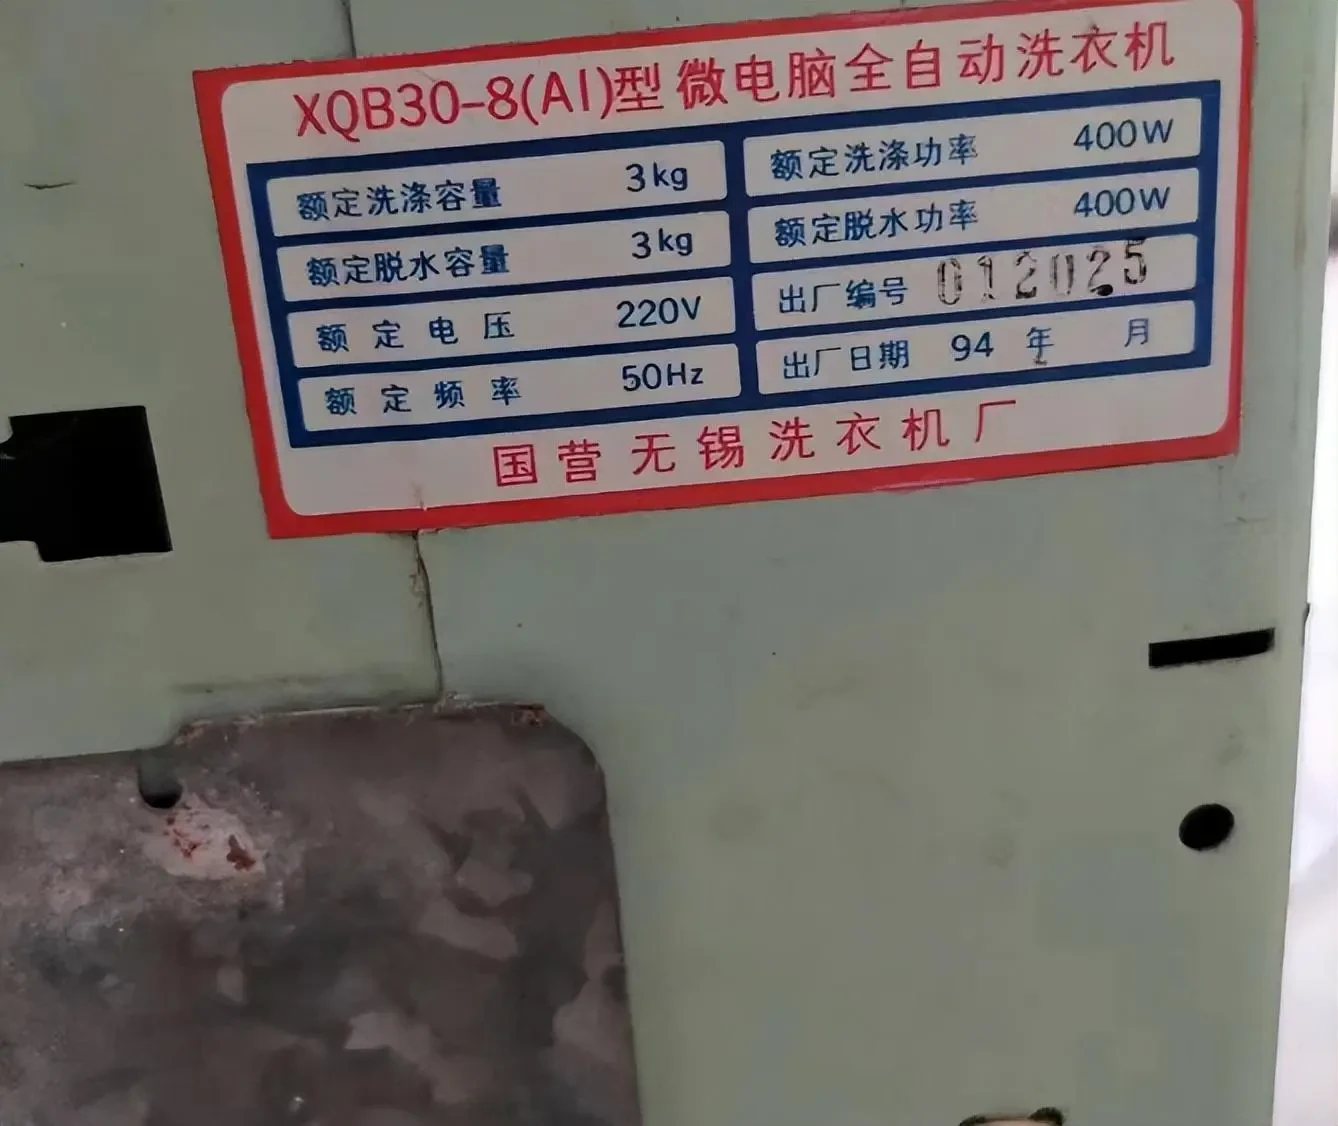 XQB30-8(AI)型 微电脑全自动洗衣机
额定洗涤容量 3kg
额定洗涤功率 400W
额定脱水容量 3kg
额定脱水功率 400W
额定电压 220V
出厂编号 012025
额定频率 50Hz
出厂日期 94 年 月
国营无锡洗衣机厂